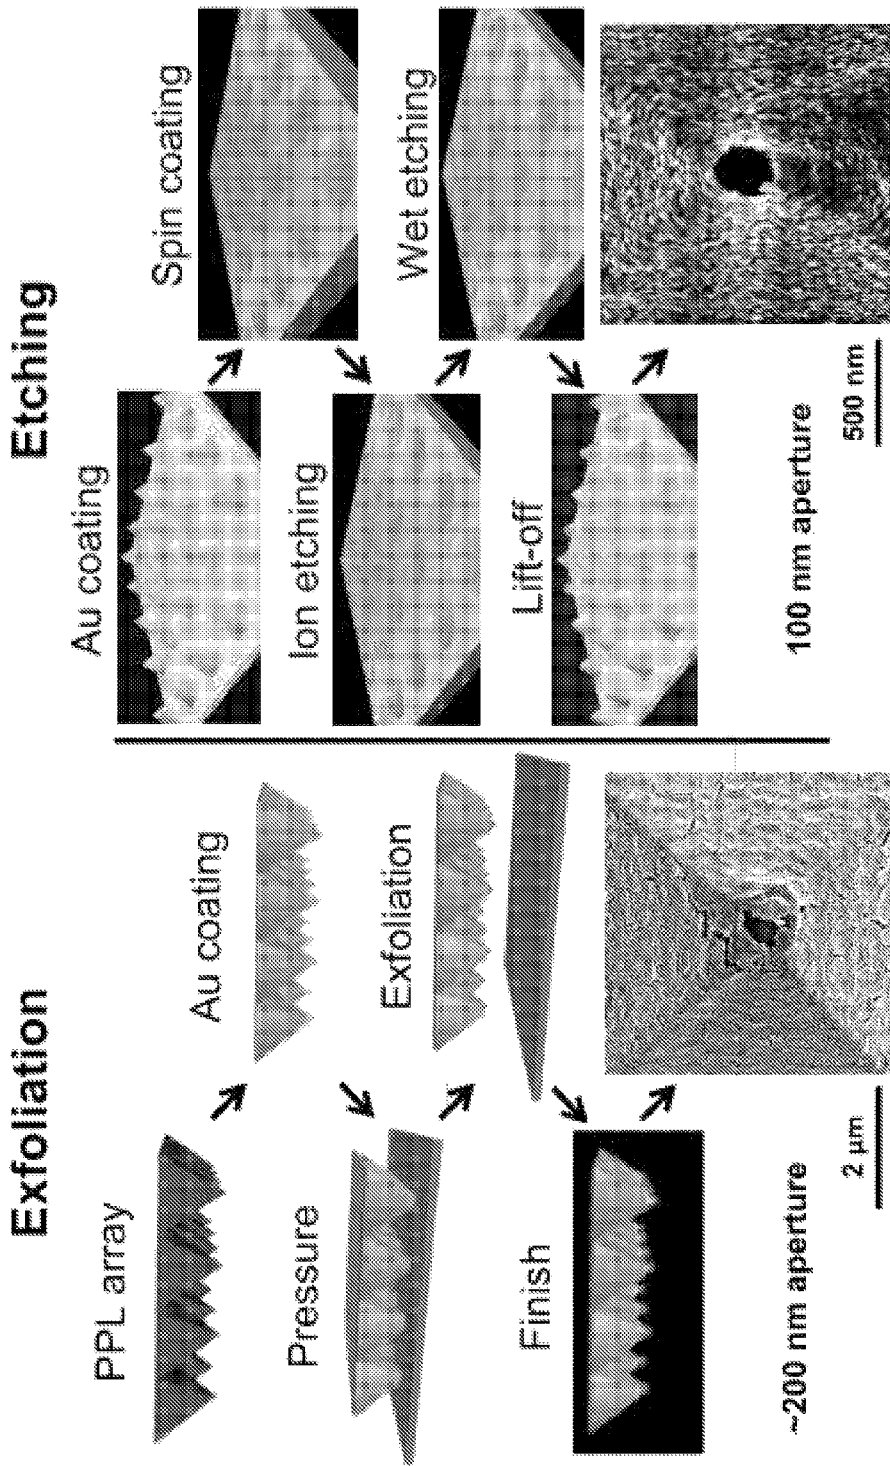 Exfoliation
PPL array
Au coating
Pressure
Exfoliation
Finish
~200 nm aperture
2 µm
Etching
Au coating
Spin coating
Ion etching
Wet etching
Lift-off
100 nm aperture
500 nm